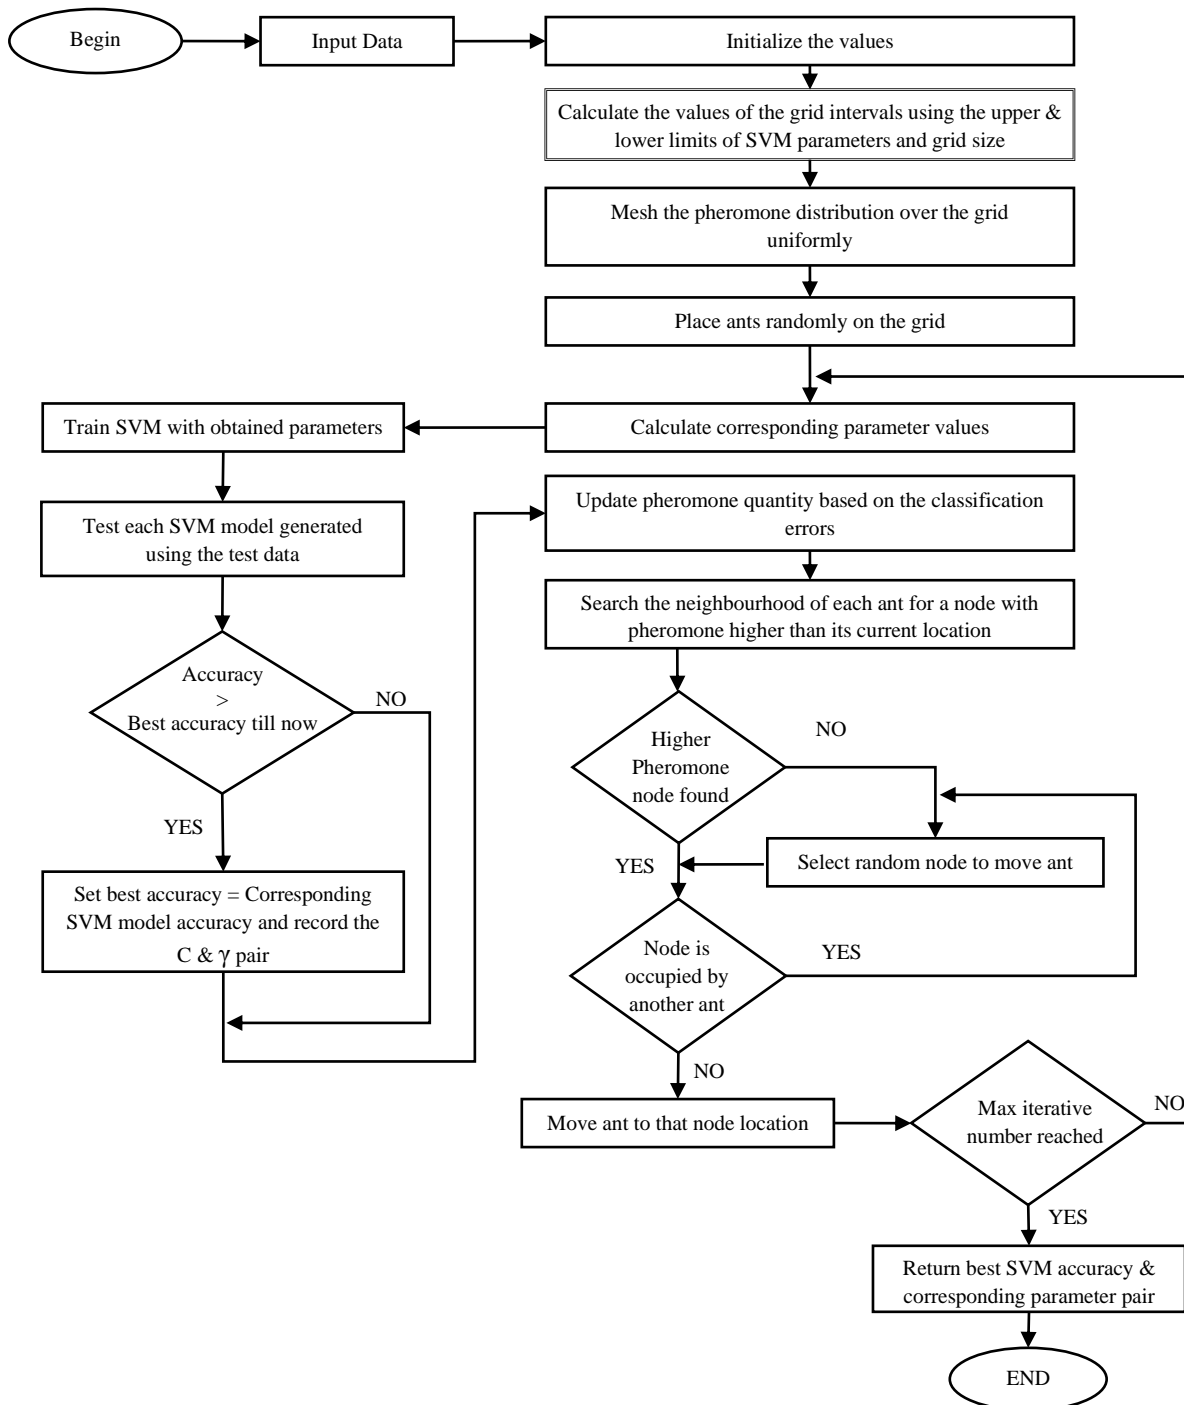 Begin
Input Data
Initialize the values
Calculate the values of the grid intervals using the upper &
lower limits of SVM parameters and grid size
Mesh the pheromone distribution over the grid
uniformly
Place ants randomly on the grid
Calculate corresponding parameter values
Train SVM with obtained parameters
Test each SVM model generated
using the test data
Accuracy
>
Best accuracy till now
NO
YES
Set best accuracy = Corresponding
SVM model accuracy and record the
C & γ pair
Update pheromone quantity based on the classification
errors
Search the neighbourhood of each ant for a node with
pheromone higher than its current location
Higher
Pheromone
node found
NO
YES
Select random node to move ant
Node is
occupied by
another ant
YES
NO
Move ant to that node location
Max iterative
number reached
NO
YES
Return best SVM accuracy &
corresponding parameter pair
END